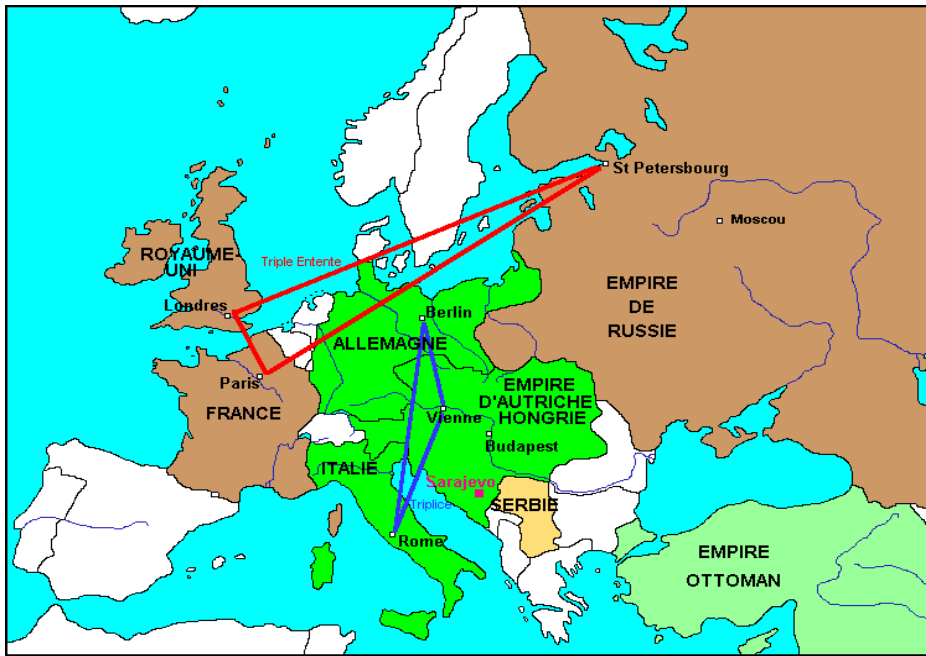 St Petersbourg
Moscou
ROYAUME-
UNI
Triple Entente
EMPIRE
DE
RUSSIE
Londres
Berlin
ALLEMAGNE
Paris
FRANCE
EMPIRE
D'AUTRICHE
HONGRIE
Vienne
Budapest
ITALIE
Sarajevo
Triplice
SERBIE
Rome
EMPIRE
OTTOMAN